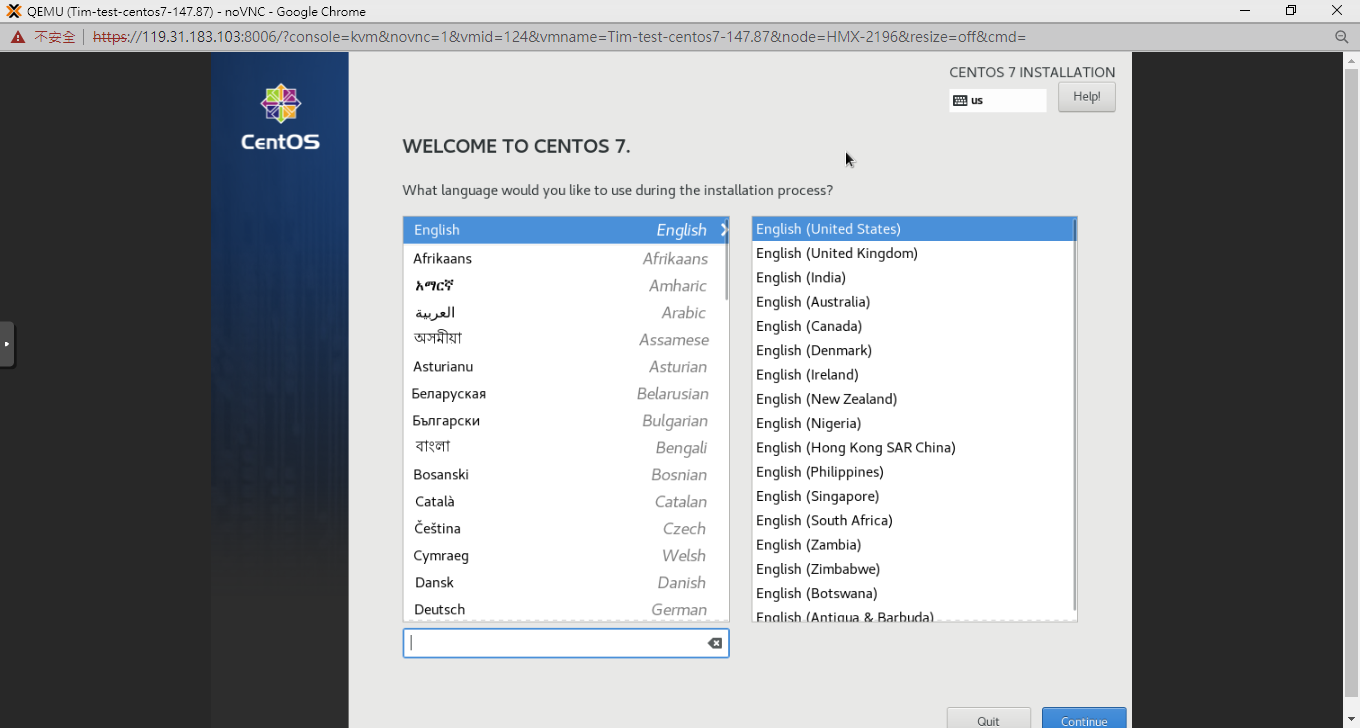 QEMU (Tim-test-centos7-147.87) - noVNC - Google Chrome
不安全 https://119.31.183.103:8006/?console=kvm&novnc=1&vmid=124&vmname=Tim-test-centos7-147.87&node=HMX-2196&resize=off&cmd=
CentOS
CENTOS 7 INSTALLATION
us
Help!
WELCOME TO CENTOS 7.
What language would you like to use during the installation process?
English English
Afrikaans Afrikaans
አማርኛ Amharic
العربية Arabic
অসমীয়া Assamese
Asturianu Asturian
Беларуская Belarusian
Български Bulgarian
বাংলা Bengali
Bosanski Bosnian
Català Catalan
Čeština Czech
Cymraeg Welsh
Dansk Danish
Deutsch German
English (United States)
English (United Kingdom)
English (India)
English (Australia)
English (Canada)
English (Denmark)
English (Ireland)
English (New Zealand)
English (Nigeria)
English (Hong Kong SAR China)
English (Philippines)
English (Singapore)
English (South Africa)
English (Zambia)
English (Zimbabwe)
English (Botswana)
English (Antigua & Barbuda)
Quit
Continue